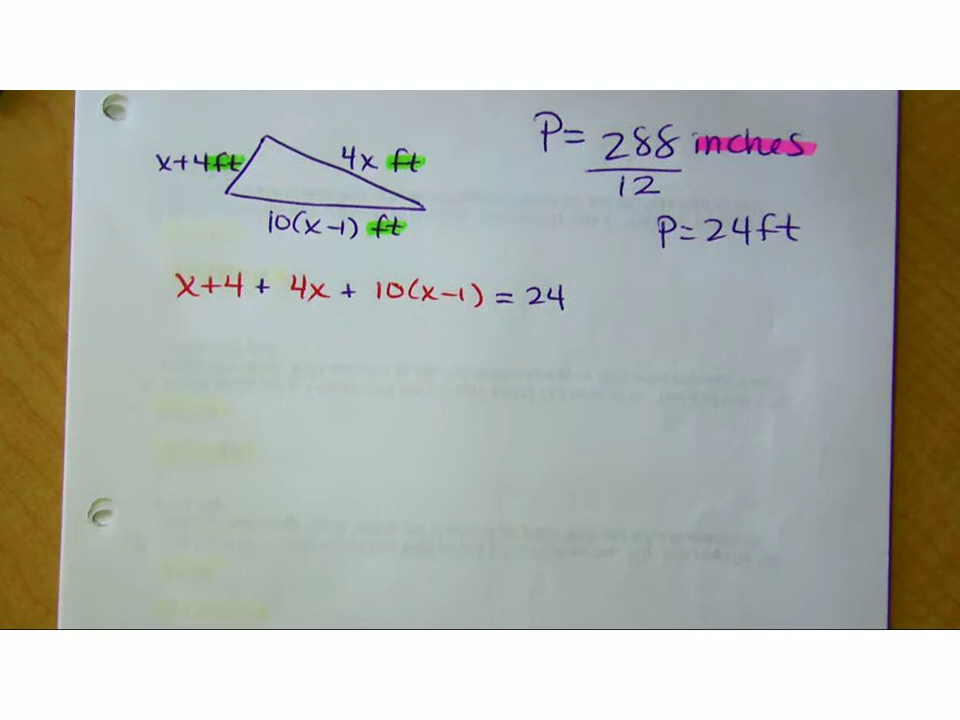 P= 288 inches
12
x+4ft 4x ft
10(x-1) ft
P=24ft
x+4 + 4x + 10(x-1) = 24